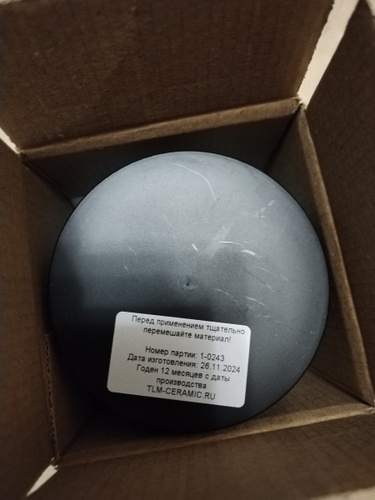 Перед применением тщательно
перемешайте материал!
Номер партии: 1-0243
Дата изготовления: 26.11.2024
Годен 12 месяцев с даты
производства
TLM-CERAMIC.RU